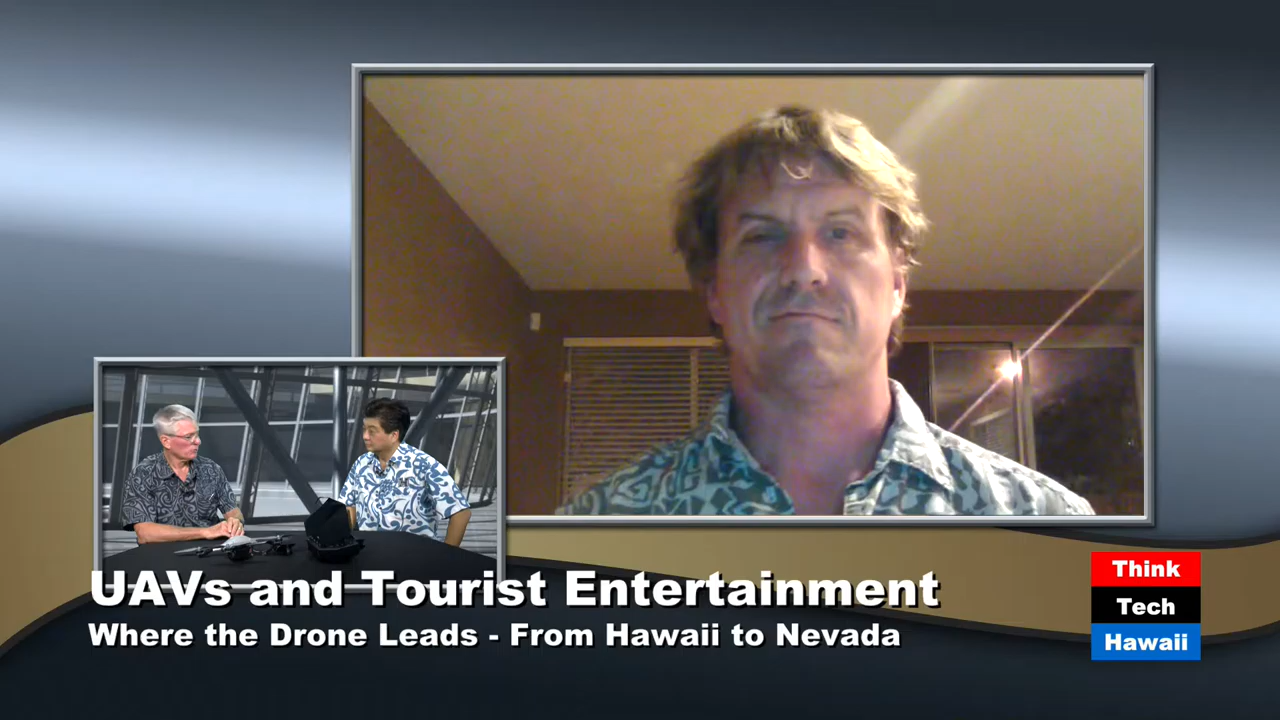 UAVs and Tourist Entertainment
Where the Drone Leads - From Hawaii to Nevada
Think
Tech
Hawaii